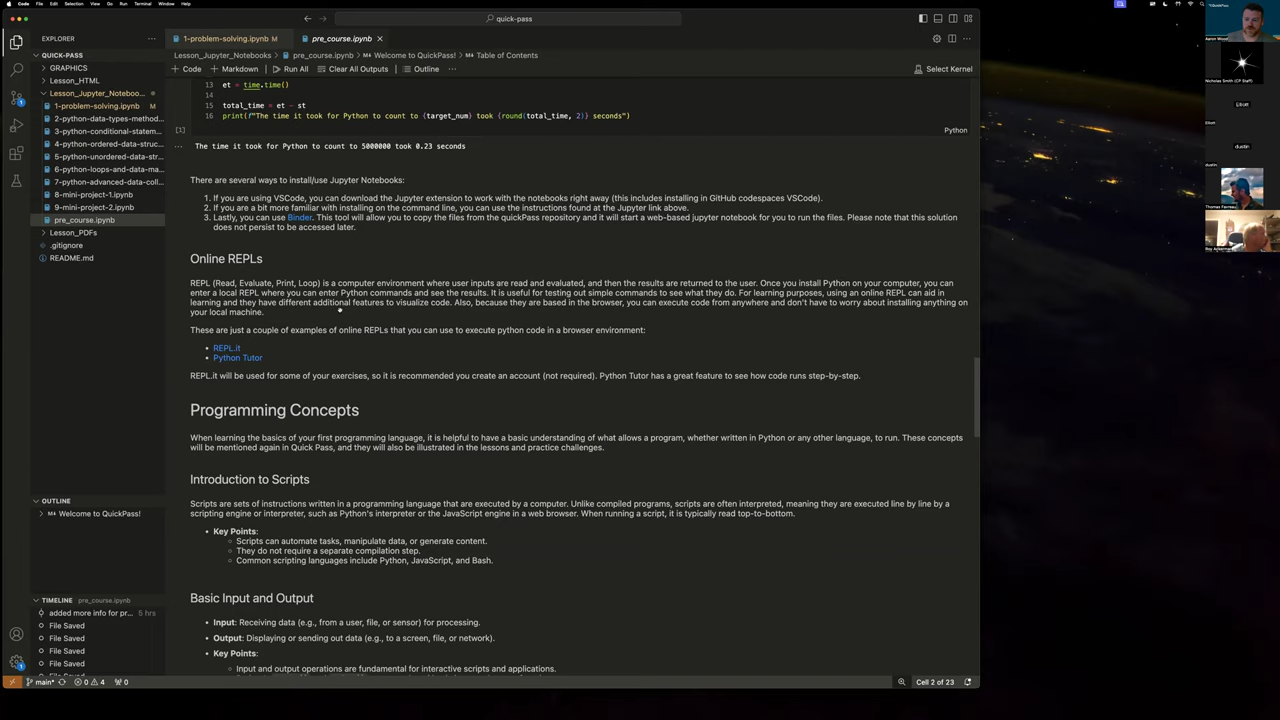 Code File Edit Selection View Go Run Terminal Window Help
quick-pass
EXPLORER
1-problem-solving.ipynb M
pre_course.ipynb
QUICK-PASS
Lesson_Jupyter_Notebooks > pre_course.ipynb > Welcome to QuickPass! > Table of Contents
GRAPHICS
Code Markdown Run All Clear All Outputs Outline Select Kernel
Lesson_HTML
Lesson_Jupyter_Noteboo...
1-problem-solving.ipynb M
2-python-data-types-method...
3-python-conditional-statem...
4-python-ordered-data-struc...
5-python-unordered-data-str...
6-python-loops-and-data-ma...
7-python-advanced-data-coll...
8-mini-project-1.ipynb
9-mini-project-2.ipynb
pre_course.ipynb
Lesson_PDFs
.gitignore
README.md
13 et = time.time()
14
15 total_time = et - st
16 print(f"The time it took for Python to count to {target_num} took {round(total_time, 2)} seconds")
[1] Python
The time it took for Python to count to 5000000 took 0.23 seconds
There are several ways to install/use Jupyter Notebooks:
1. If you are using VSCode, you can download the Jupyter extension to work with the notebooks right away (this includes installing in GitHub codespaces VSCode).
2. If you are a bit more familiar with installing on the command line, you can use the instructions found at the Jupyter link above.
3. Lastly, you can use Binder. This tool will allow you to copy the files from the quickPass repository and it will start a web-based jupyter notebook for you to run the files. Please note that this solution
does not persist to be accessed later.
Online REPLs
REPL (Read, Evaluate, Print, Loop) is a computer environment where user inputs are read and evaluated, and then the results are returned to the user. Once you install Python on your computer, you can
enter a local REPL where you can enter Python commands and see the results. It is useful for testing out simple commands to see what they do. For learning purposes, using an online REPL can aid in
learning and they have different additional features to visualize code. Also, because they are based in the browser, you can execute code from anywhere and don't have to worry about installing anything on
your local machine.
These are just a couple of examples of online REPLs that you can use to execute python code in a browser environment:
• REPL.it
• Python Tutor
REPL.it will be used for some of your exercises, so it is recommended you create an account (not required). Python Tutor has a great feature to see how code runs step-by-step.
Programming Concepts
When learning the basics of your first programming language, it is helpful to have a basic understanding of what allows a program, whether written in Python or any other language, to run. These concepts
will be mentioned again in Quick Pass, and they will also be illustrated in the lessons and practice challenges.
Introduction to Scripts
Scripts are sets of instructions written in a programming language that are executed by a computer. Unlike compiled programs, scripts are often interpreted, meaning they are executed line by line by a
scripting engine or interpreter, such as Python's interpreter or the JavaScript engine in a web browser. When running a script, it is typically read top-to-bottom.
• Key Points:
Scripts can automate tasks, manipulate data, or generate content.
They do not require a separate compilation step.
Common scripting languages include Python, JavaScript, and Bash.
Basic Input and Output
• Input: Receiving data (e.g., from a user, file, or sensor) for processing.
• Output: Displaying or sending out data (e.g., to a screen, file, or network).
• Key Points:
Input and output operations are fundamental for interactive scripts and applications.
OUTLINE
Welcome to QuickPass!
TIMELINE pre_course.ipynb
added more info for pr... 5 hrs
File Saved
File Saved
File Saved
File Saved
main* 0 4 0 Cell 2 of 23
Aaron Wood
Nicholas Smith (CP Staff)
Elliott
Elliott
dustin
dustin
Thomas Favreau
Roy Ackerman